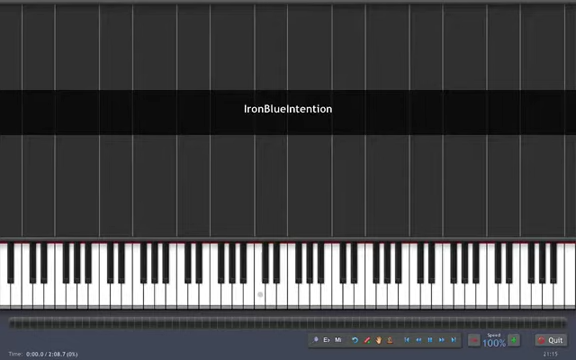 IronBlueIntention
Speed
100%
Quit
Time: 0:00.0 / 2:08.7 (0%)